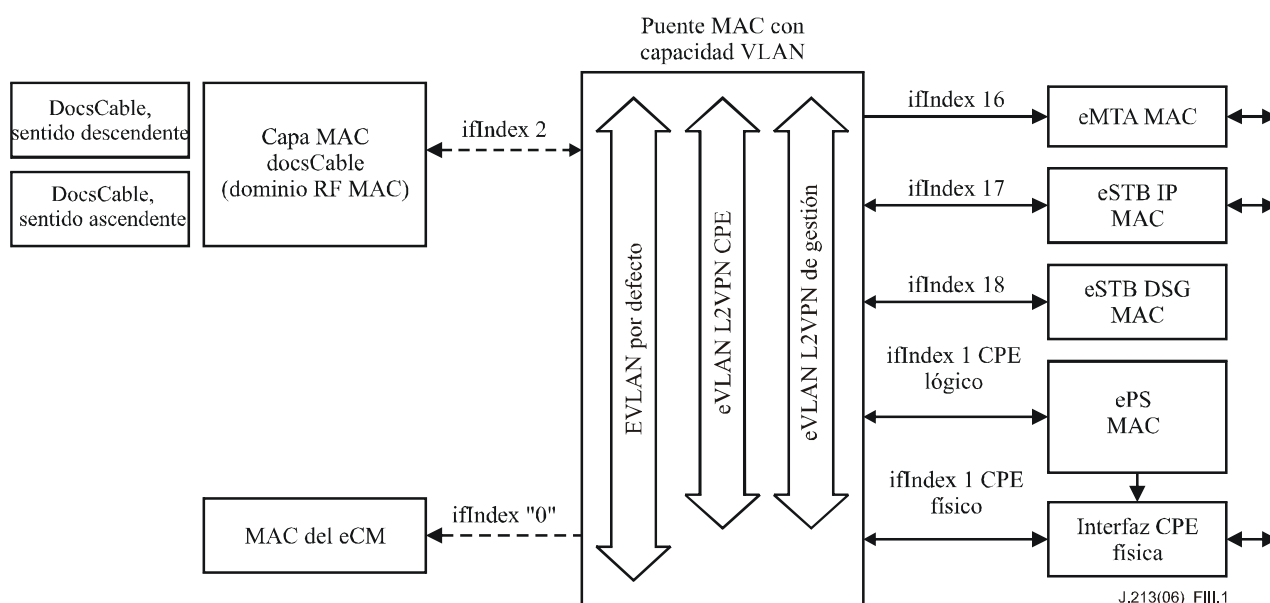 Puente MAC con
capacidad VLAN
DocsCable,
sentido descendente
DocsCable,
sentido ascendente
Capa MAC
docsCable
(dominio RF MAC)
ifIndex 2
MAC del eCM
ifIndex "0"
EVLAN por defecto
eVLAN L2VPN CPE
eVLAN L2VPN de gestión
ifIndex 16
eMTA MAC
ifIndex 17
eSTB IP
MAC
ifIndex 18
eSTB DSG
MAC
ifIndex 1 CPE
lógico
ePS
MAC
ifIndex 1 CPE
físico
Interfaz CPE
física
J.213(06)_FIII.1